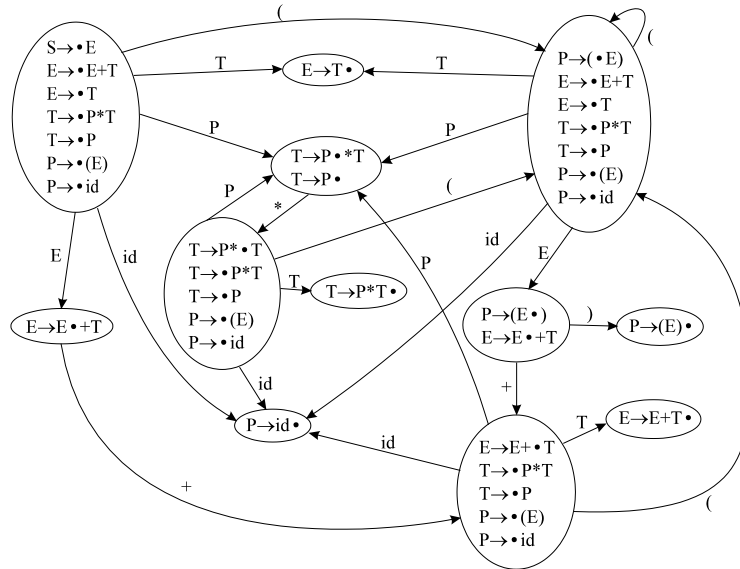 (
S→•E
E→•E+T
E→•T
T→•P*T
T→•P
P→•(E)
P→•id
T
E→T•
T
P→(•E)
E→•E+T
E→•T
T→•P*T
T→•P
P→•(E)
P→•id
(
P
P
T→P•*T
T→P•
P
*
(
T→P*•T
T→•P*T
T→•P
P→•(E)
P→•id
T
T→P*T•
E
id
id
P
E
E→E•+T
P→(E•)
E→E•+T
)
P→(E)•
id
+
P→id•
id
T
E→E+T•
E→E+•T
T→•P*T
T→•P
P→•(E)
P→•id
+
(